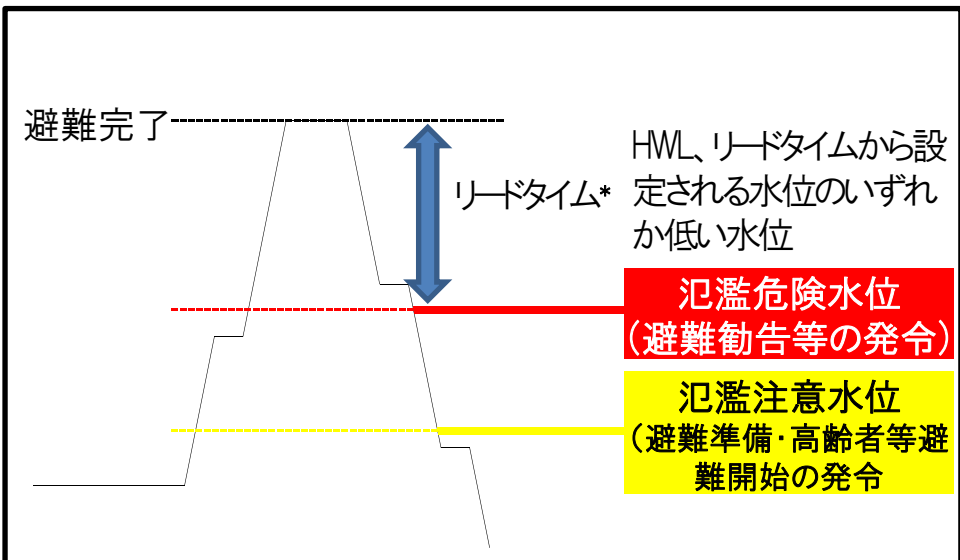 避難完了
リードタイム*
HWL、リードタイムから設
定される水位のいずれ
か低い水位
氾濫危険水位
(避難勧告等の発令)
氾濫注意水位
(避難準備・高齢者等避
難開始の発令